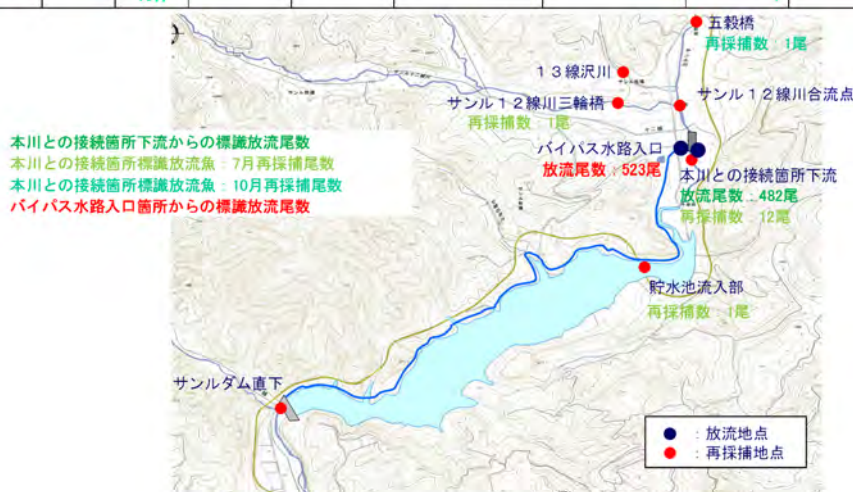 五穀橋
再採捕数：1尾
13線沢川
サンル12線川三輪橋
再採捕数：1尾
サンル12線川合流点
本川との接続箇所下流からの標識放流尾数
本川との接続箇所標識放流魚：7月再採捕尾数
本川との接続箇所標識放流魚：10月再採捕尾数
バイパス水路入口箇所からの標識放流尾数
バイパス水路入口
放流尾数：523尾
本川との接続箇所下流
放流尾数：482尾
再採捕数：12尾
貯水池流入部
再採捕数：1尾
サンルダム直下
：放流地点
：再採捕地点